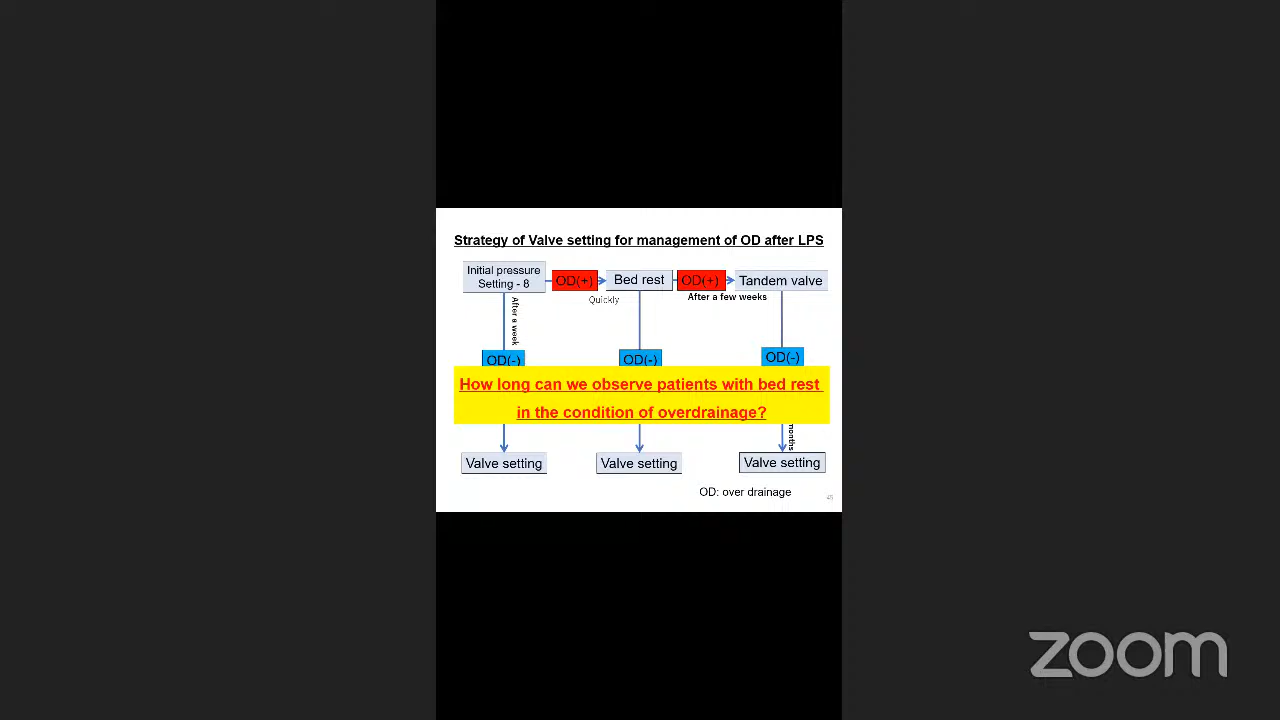 Strategy of Valve setting for management of OD after LPS
Initial pressure
Setting - 8
OD(+)
Quickly
Bed rest
OD(+)
After a few weeks
Tandem valve
After a week
OD(-)
OD(-)
OD(-)
How long can we observe patients with bed rest
in the condition of overdrainage?
months
Valve setting
Valve setting
Valve setting
OD: over drainage
zoom